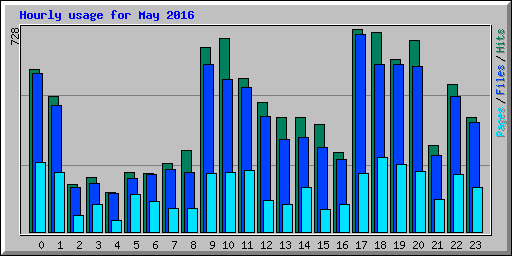 Hourly usage for May 2016
728
Pages/Files/Hits
0 1 2 3 4 5 6 7 8 9 10 11 12 13 14 15 16 17 18 19 20 21 22 23